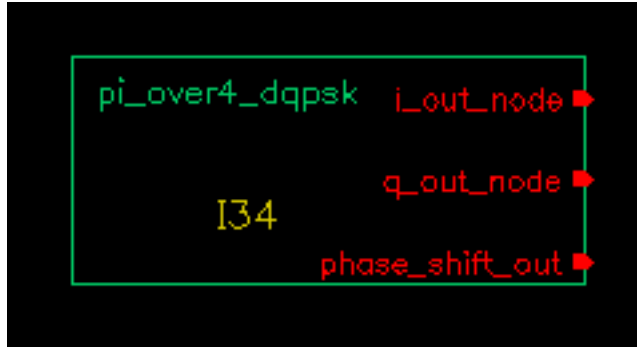 pi_over4_dqpsk
i_out_node
q_out_node
I34
phase_shift_out